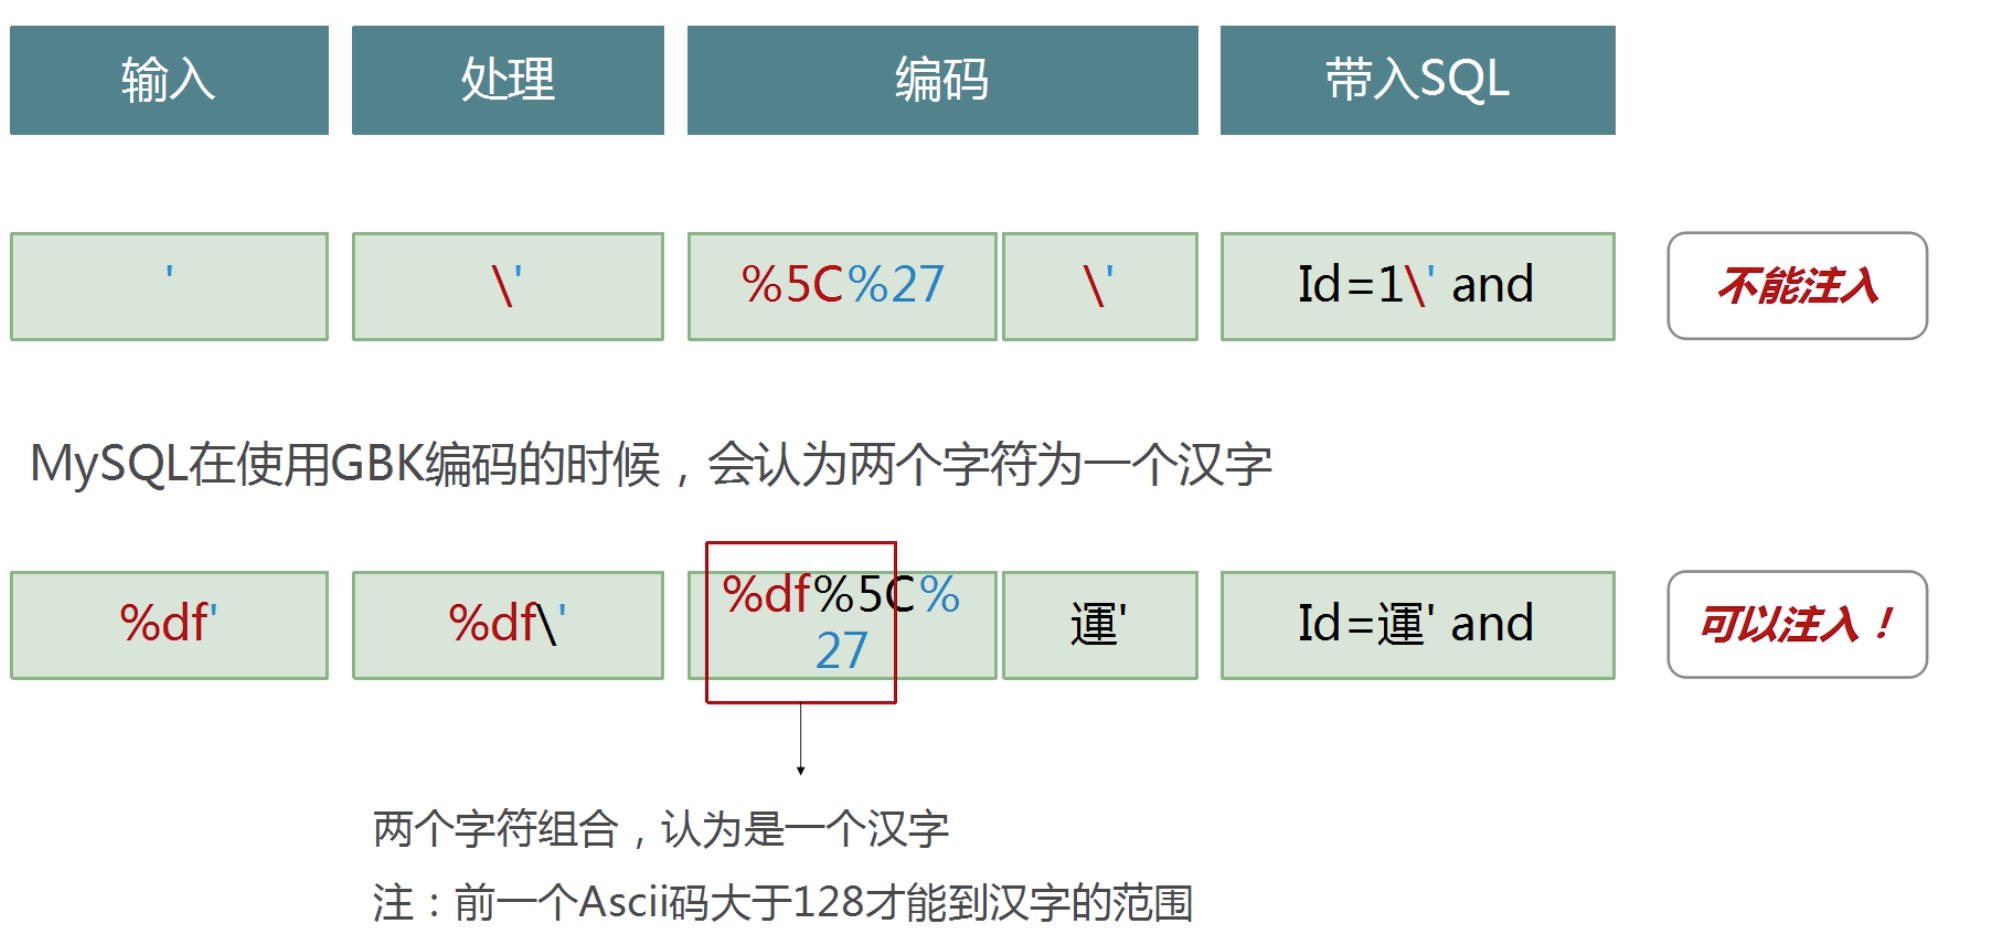 输入 处理 编码 带入SQL
' \' %5C%27 \' Id=1\' and 不能注入
MySQL在使用GBK编码的时候，会认为两个字符为一个汉字
%df' %df\' %df%5C%
27 運' Id=運' and 可以注入！
两个字符组合，认为是一个汉字
注：前一个Ascii码大于128才能到汉字的范围